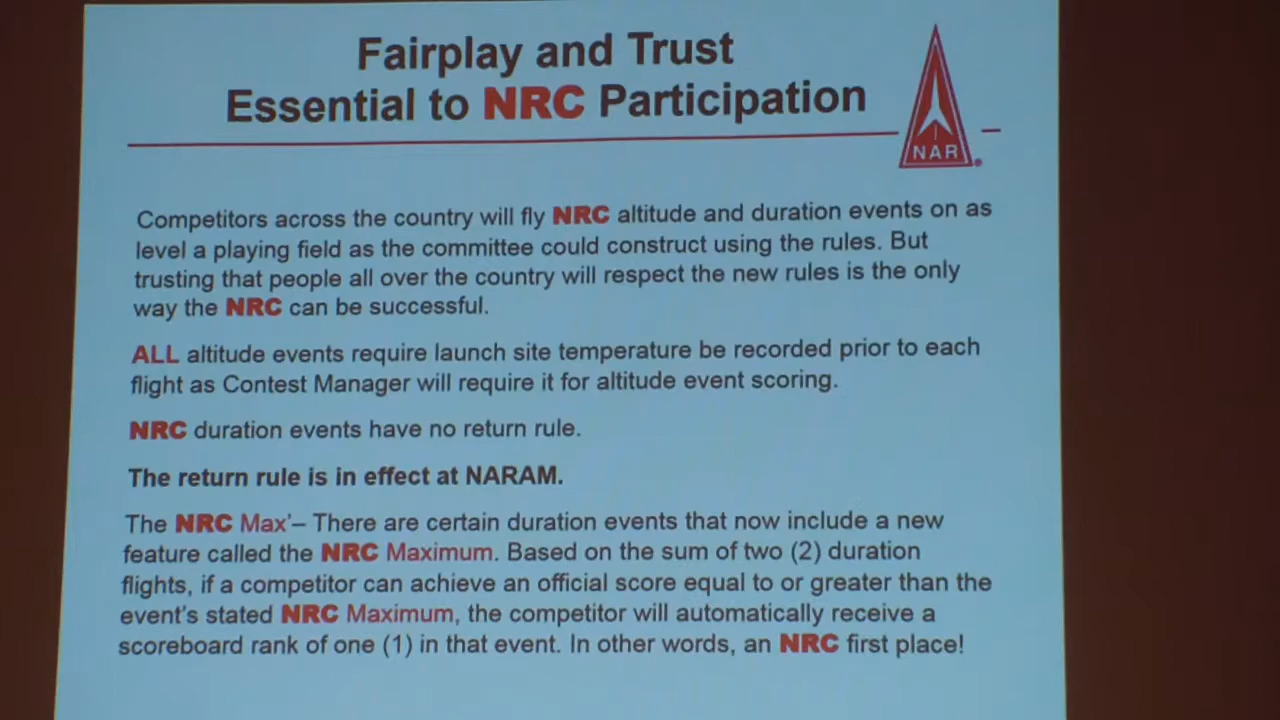 Fairplay and Trust
Essential to NRC Participation
NAR
Competitors across the country will fly NRC altitude and duration events on as
level a playing field as the committee could construct using the rules. But
trusting that people all over the country will respect the new rules is the only
way the NRC can be successful.
ALL altitude events require launch site temperature be recorded prior to each
flight as Contest Manager will require it for altitude event scoring.
NRC duration events have no return rule.
The return rule is in effect at NARAM.
The NRC Max’– There are certain duration events that now include a new
feature called the NRC Maximum. Based on the sum of two (2) duration
flights, if a competitor can achieve an official score equal to or greater than the
event's stated NRC Maximum, the competitor will automatically receive a
scoreboard rank of one (1) in that event. In other words, an NRC first place!